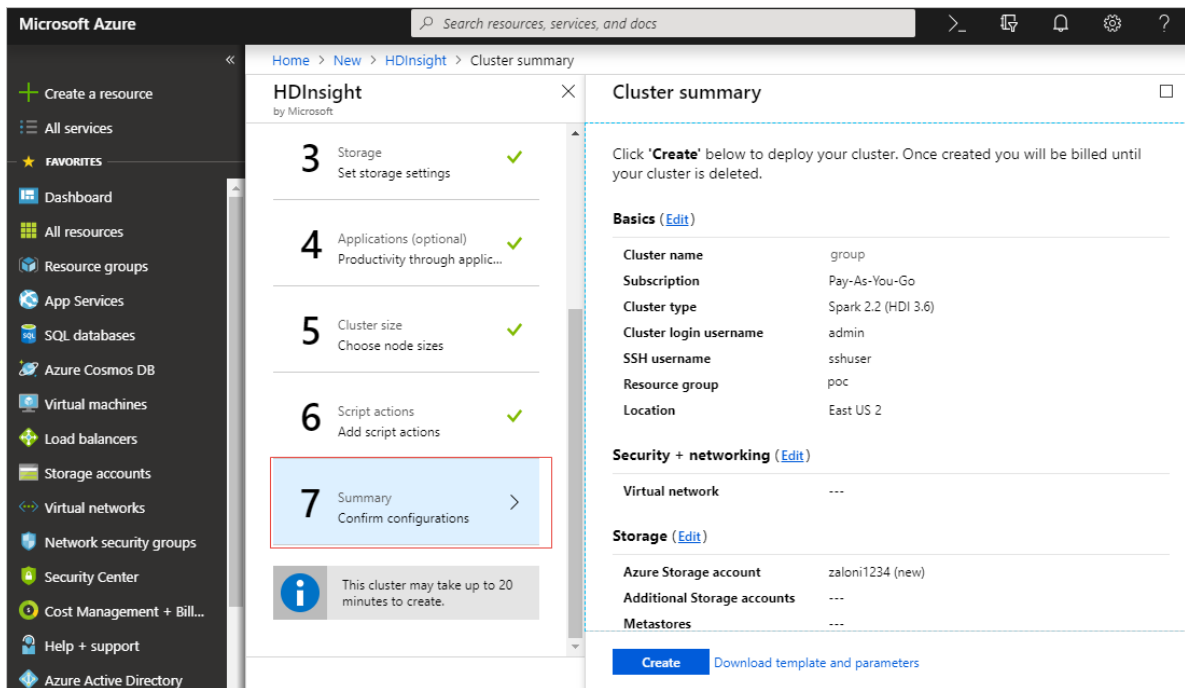 Microsoft Azure
Search resources, services, and docs
Create a resource
All services
FAVORITES
Dashboard
All resources
Resource groups
App Services
SQL databases
Azure Cosmos DB
Virtual machines
Load balancers
Storage accounts
Virtual networks
Network security groups
Security Center
Cost Management + Bill...
Help + support
Azure Active Directory
Home > New > HDInsight > Cluster summary
HDInsight
by Microsoft
3 Storage
Set storage settings
4 Applications (optional)
Productivity through applic...
5 Cluster size
Choose node sizes
6 Script actions
Add script actions
7 Summary
Confirm configurations
This cluster may take up to 20
minutes to create.
Cluster summary
Click 'Create' below to deploy your cluster. Once created you will be billed until
your cluster is deleted.
Basics (Edit)
Cluster name group
Subscription Pay-As-You-Go
Cluster type Spark 2.2 (HDI 3.6)
Cluster login username admin
SSH username sshuser
Resource group poc
Location East US 2
Security + networking (Edit)
Virtual network ---
Storage (Edit)
Azure Storage account zaloni1234 (new)
Additional Storage accounts ---
Metastores ---
Create Download template and parameters